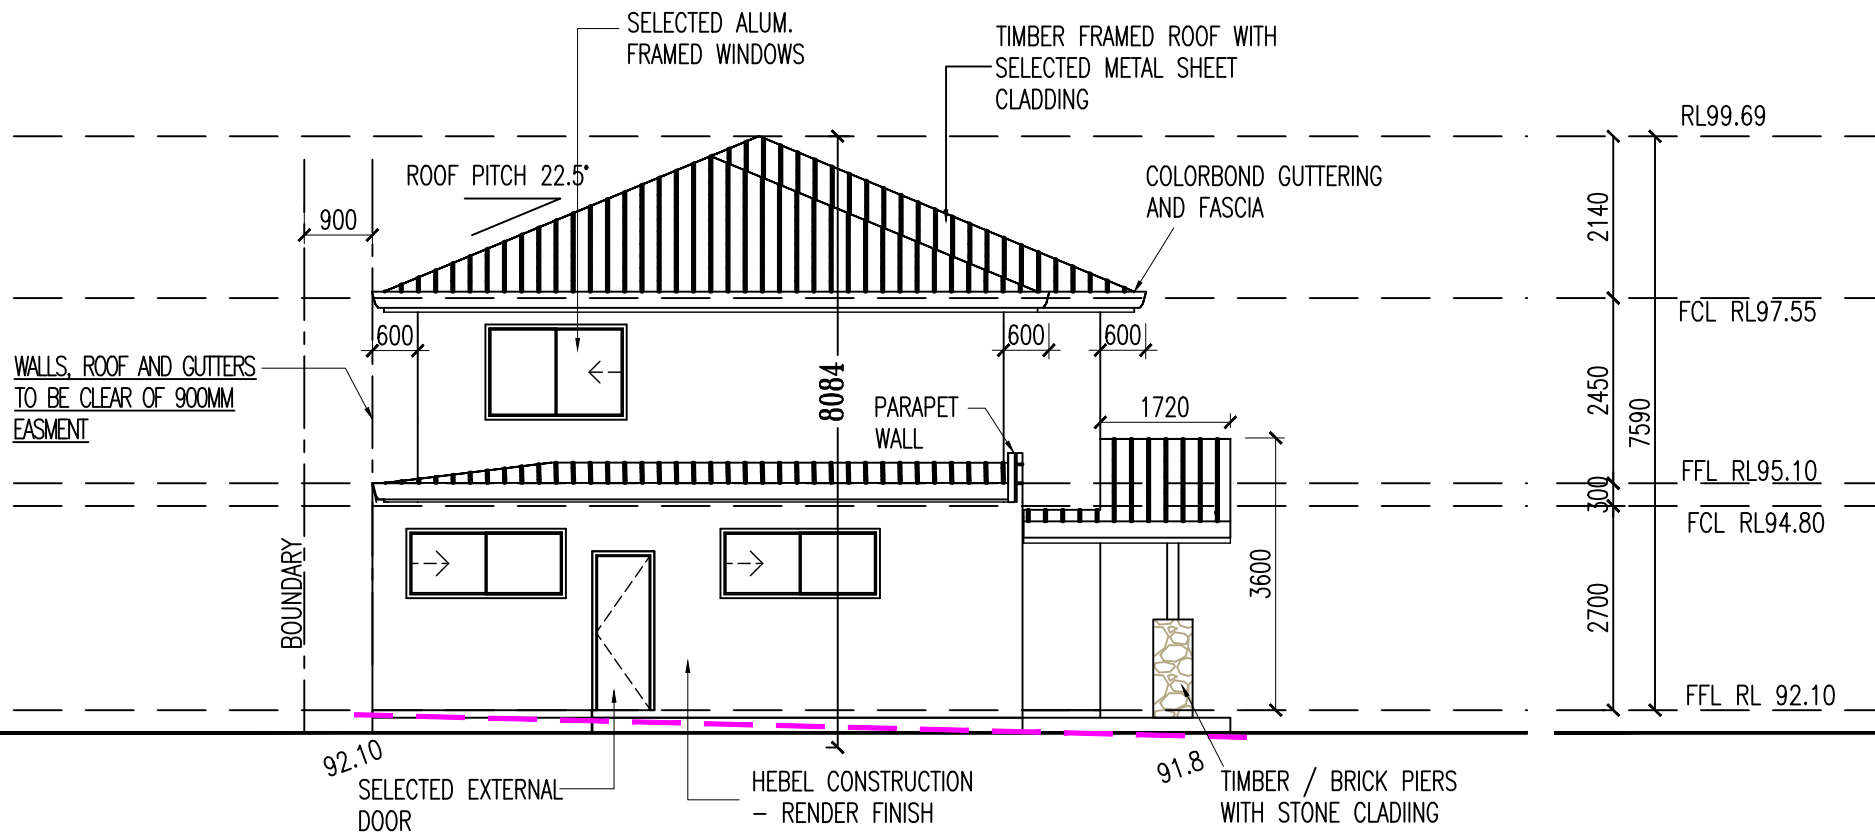 SELECTED ALUM.
FRAMED WINDOWS
TIMBER FRAMED ROOF WITH
SELECTED METAL SHEET
CLADDING
RL99.69
ROOF PITCH 22.5°
COLORBOND GUTTERING
AND FASCIA
900
2140
FCL RL97.55
600
600
600
WALLS, ROOF AND GUTTERS
TO BE CLEAR OF 900MM
EASMENT
8084
PARAPET
WALL
1720
2450
7590
FFL RL95.10
300
FCL RL94.80
BOUNDARY
3600
2700
FFL RL 92.10
92.10
91.8
SELECTED EXTERNAL
DOOR
HEBEL CONSTRUCTION
- RENDER FINISH
TIMBER / BRICK PIERS
WITH STONE CLADIING